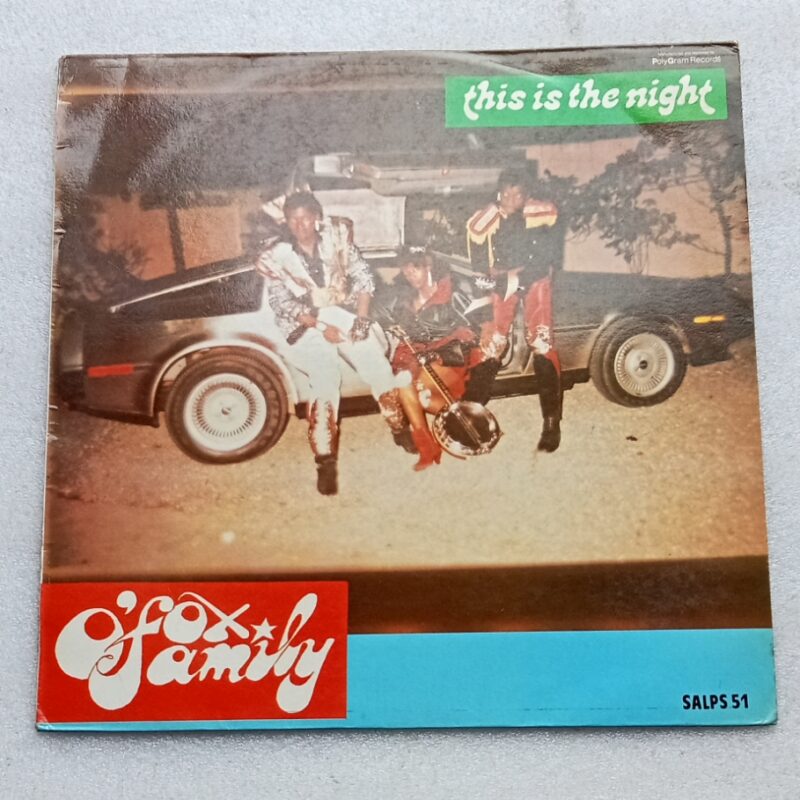 PolyGram Records
this is the night
O'fox
family
SALPS 51